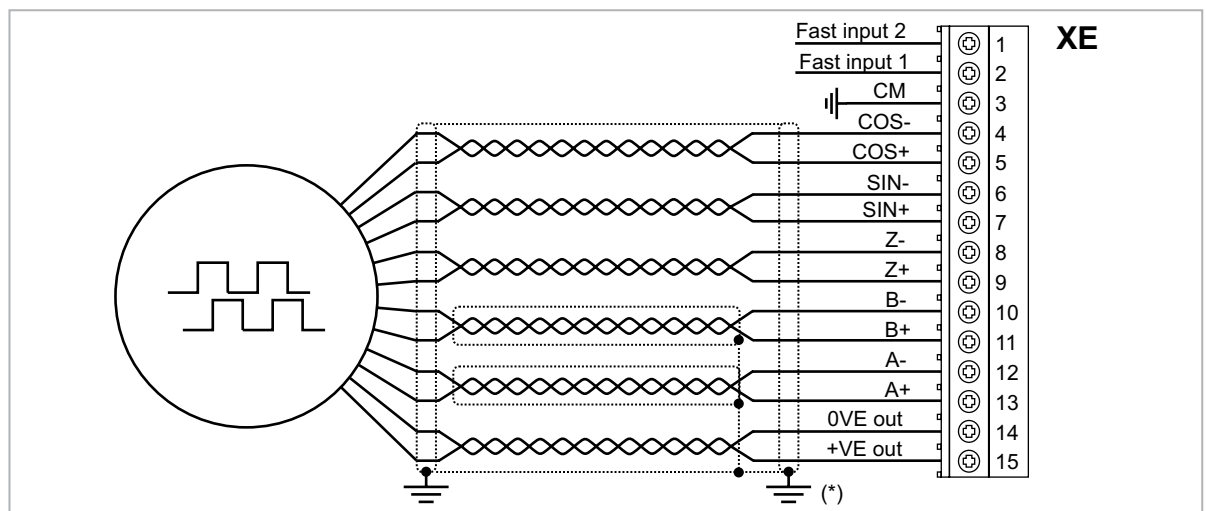 Fast input 2 1 XE
Fast input 1 2
CM 3
COS- 4
COS+ 5
SIN- 6
SIN+ 7
Z- 8
Z+ 9
B- 10
B+ 11
A- 12
A+ 13
0VE out 14
+VE out 15
(*)